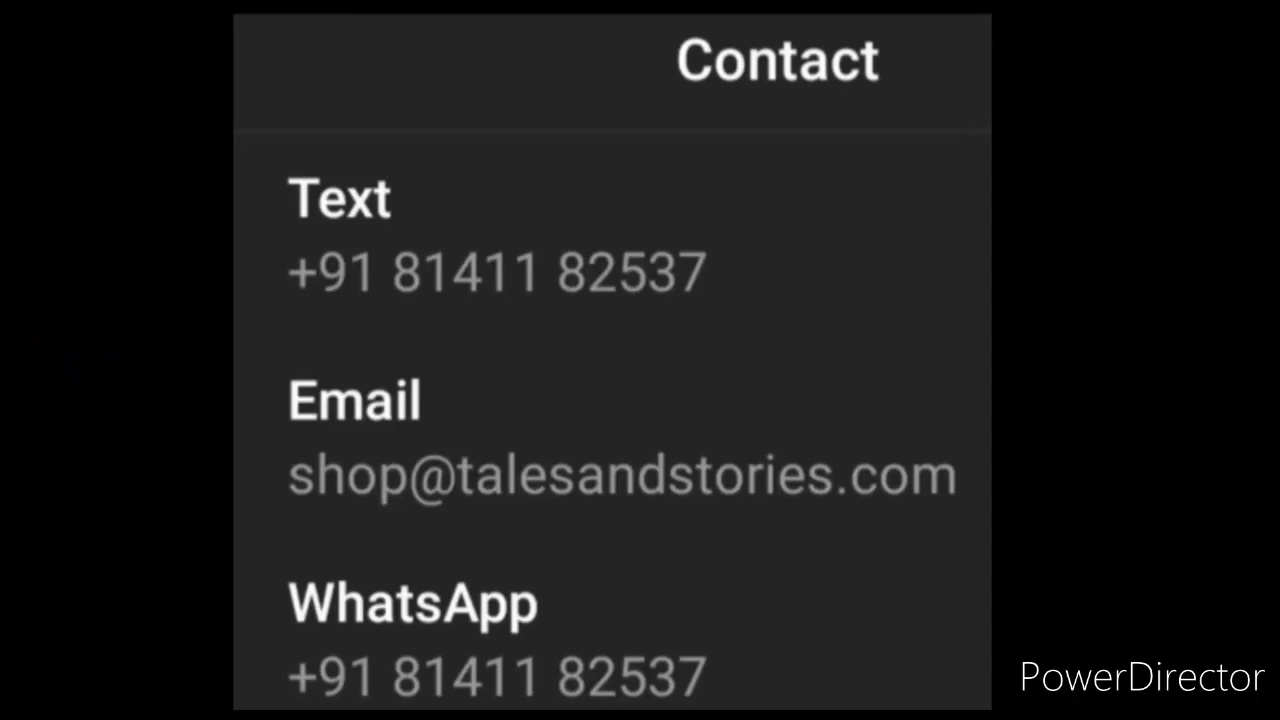 Contact
Text
+91 81411 82537
Email
shop@talesandstories.com
WhatsApp
+91 81411 82537
PowerDirector